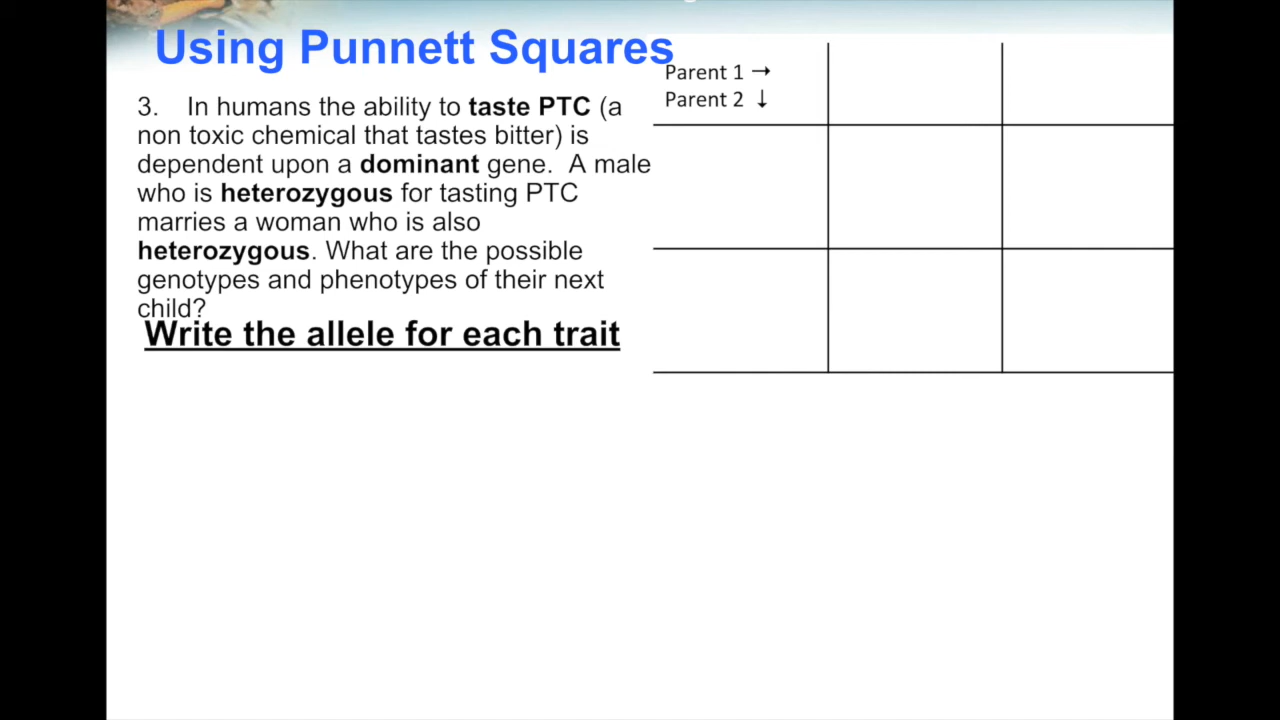 Using Punnett Squares
3. In humans the ability to taste PTC (a
non toxic chemical that tastes bitter) is
dependent upon a dominant gene. A male
who is heterozygous for tasting PTC
marries a woman who is also
heterozygous. What are the possible
genotypes and phenotypes of their next
child?
Write the allele for each trait
Parent 1 →
Parent 2 ↓